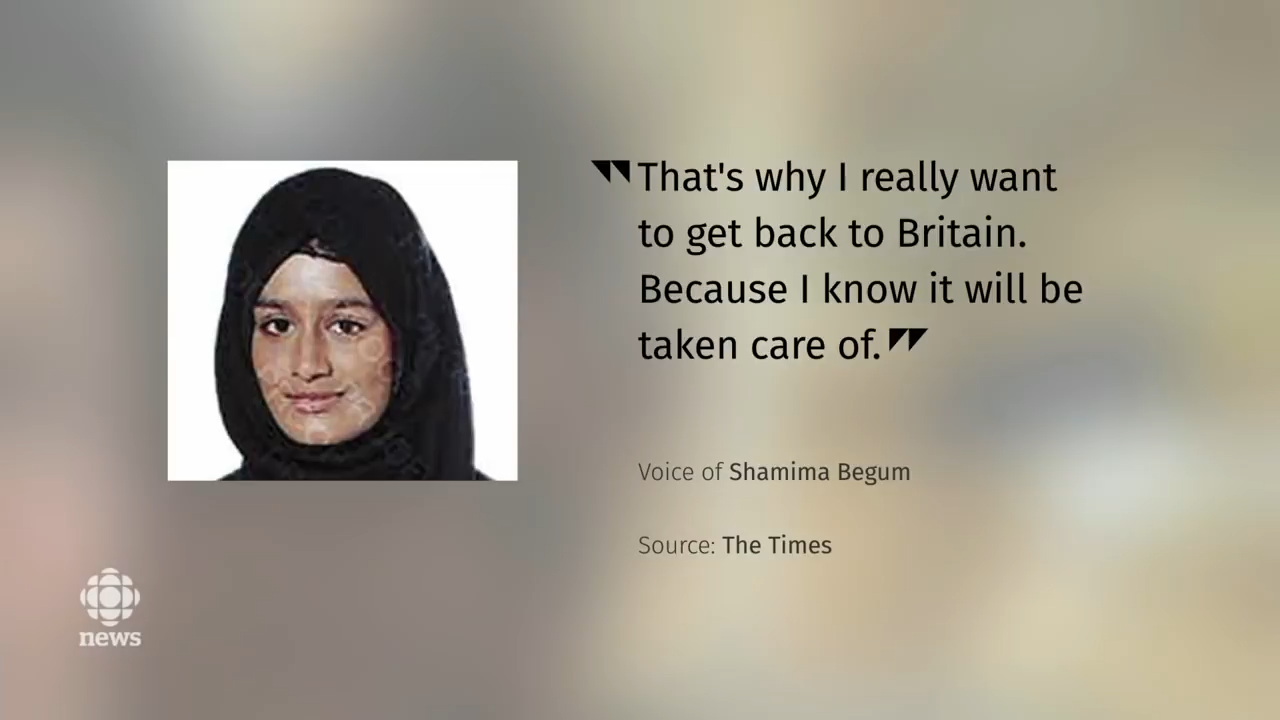 "That's why I really want
to get back to Britain.
Because I know it will be
taken care of."
Voice of Shamima Begum
Source: The Times
news